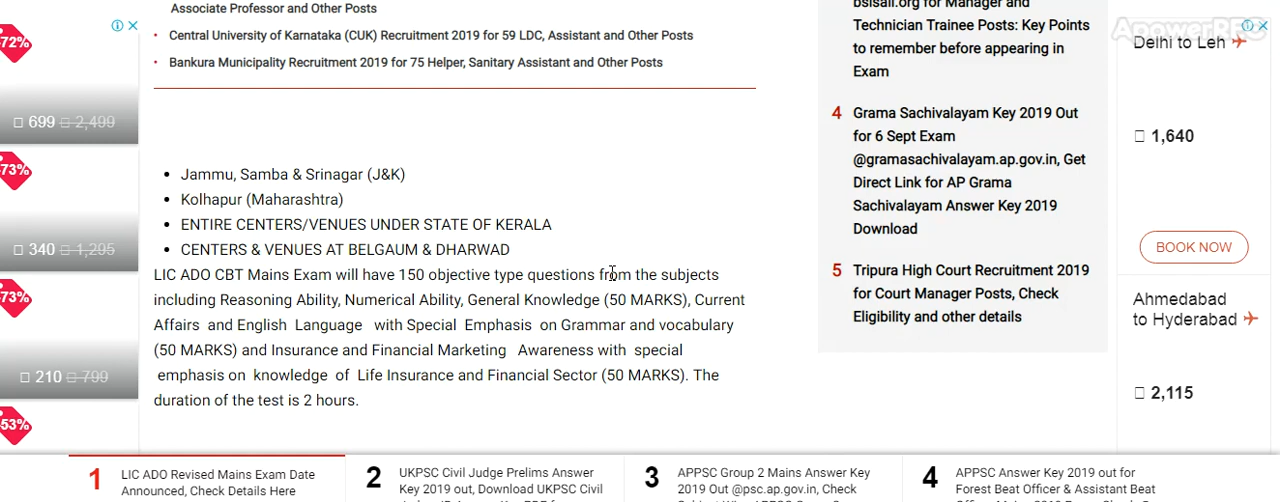 Associate Professor and Other Posts
Central University of Karnataka (CUK) Recruitment 2019 for 59 LDC, Assistant and Other Posts
Bankura Municipality Recruitment 2019 for 75 Helper, Sanitary Assistant and Other Posts
Jammu, Samba & Srinagar (J&K)
Kolhapur (Maharashtra)
ENTIRE CENTERS/VENUES UNDER STATE OF KERALA
CENTERS & VENUES AT BELGAUM & DHARWAD
LIC ADO CBT Mains Exam will have 150 objective type questions from the subjects
including Reasoning Ability, Numerical Ability, General Knowledge (50 MARKS), Current
Affairs and English Language with Special Emphasis on Grammar and vocabulary
(50 MARKS) and Insurance and Financial Marketing Awareness with special
emphasis on knowledge of Life Insurance and Financial Sector (50 MARKS). The
duration of the test is 2 hours.
-72%
699 2,499
-73%
340 1,295
-73%
210 799
-53%
bsisail.org for Manager and
Technician Trainee Posts: Key Points
to remember before appearing in
Exam
4 Grama Sachivalayam Key 2019 Out
for 6 Sept Exam
@gramasachivalayam.ap.gov.in, Get
Direct Link for AP Grama
Sachivalayam Answer Key 2019
Download
5 Tripura High Court Recruitment 2019
for Court Manager Posts, Check
Eligibility and other details
ApowerREC
Delhi to Leh
1,640
BOOK NOW
Ahmedabad
to Hyderabad
2,115
1 LIC ADO Revised Mains Exam Date
Announced, Check Details Here
2 UKPSC Civil Judge Prelims Answer
Key 2019 out, Download UKPSC Civil
3 APPSC Group 2 Mains Answer Key
2019 Out @psc.ap.gov.in, Check
4 APPSC Answer Key 2019 out for
Forest Beat Officer & Assistant Beat